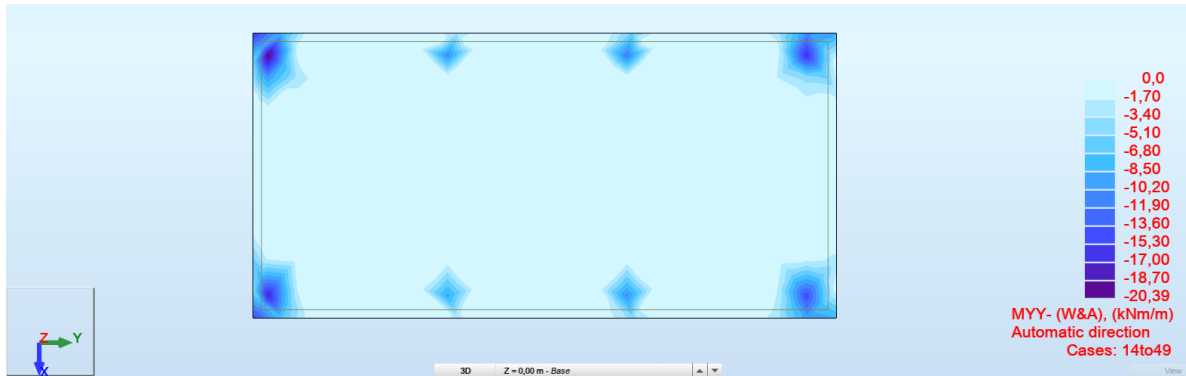 0,0
-1,70
-3,40
-5,10
-6,80
-8,50
-10,20
-11,90
-13,60
-15,30
-17,00
-18,70
-20,39
MYY- (W&A), (kNm/m)
Automatic direction
Cases: 14to49
Z Y
X
3D Z = 0,00 m - Base
View